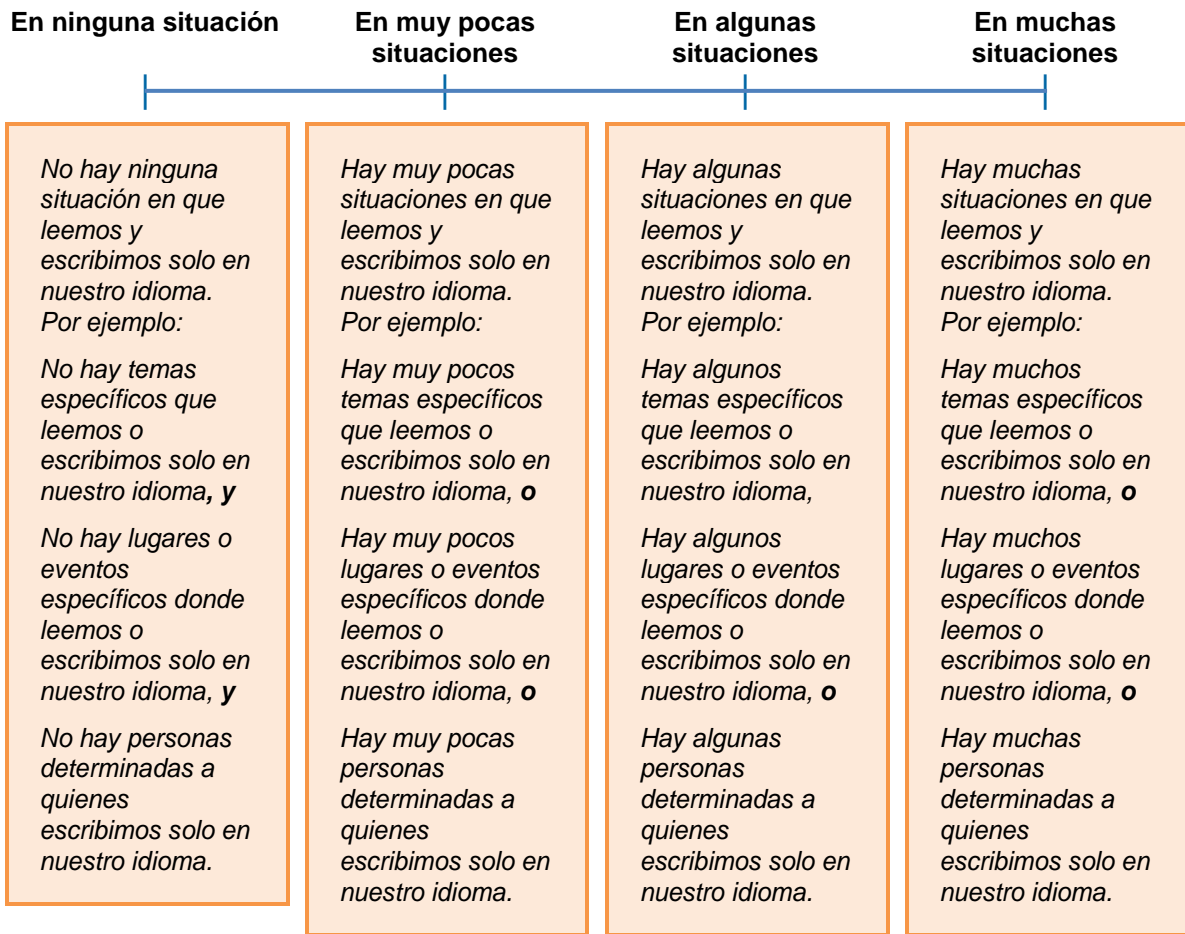 En ninguna situación
En muy pocas
situaciones
En algunas
situaciones
En muchas
situaciones
No hay ninguna
situación en que
leemos y
escribimos solo en
nuestro idioma.
Por ejemplo:
No hay temas
específicos que
leemos o
escribimos solo en
nuestro idioma, y
No hay lugares o
eventos
específicos donde
leemos o
escribimos solo en
nuestro idioma, y
No hay personas
determinadas a
quienes
escribimos solo en
nuestro idioma.
Hay muy pocas
situaciones en que
leemos y
escribimos solo en
nuestro idioma.
Por ejemplo:
Hay muy pocos
temas específicos
que leemos o
escribimos solo en
nuestro idioma, o
Hay muy pocos
lugares o eventos
específicos donde
leemos o
escribimos solo en
nuestro idioma, o
Hay muy pocas
personas
determinadas a
quienes
escribimos solo en
nuestro idioma.
Hay algunas
situaciones en que
leemos y
escribimos solo en
nuestro idioma.
Por ejemplo:
Hay algunos
temas específicos
que leemos o
escribimos solo en
nuestro idioma,
Hay algunos
lugares o eventos
específicos donde
leemos o
escribimos solo en
nuestro idioma, o
Hay algunas
personas
determinadas a
quienes
escribimos solo en
nuestro idioma.
Hay muchas
situaciones en que
leemos y
escribimos solo en
nuestro idioma.
Por ejemplo:
Hay muchos
temas específicos
que leemos o
escribimos solo en
nuestro idioma, o
Hay muchos
lugares o eventos
específicos donde
leemos o
escribimos solo en
nuestro idioma, o
Hay muchas
personas
determinadas a
quienes
escribimos solo en
nuestro idioma.